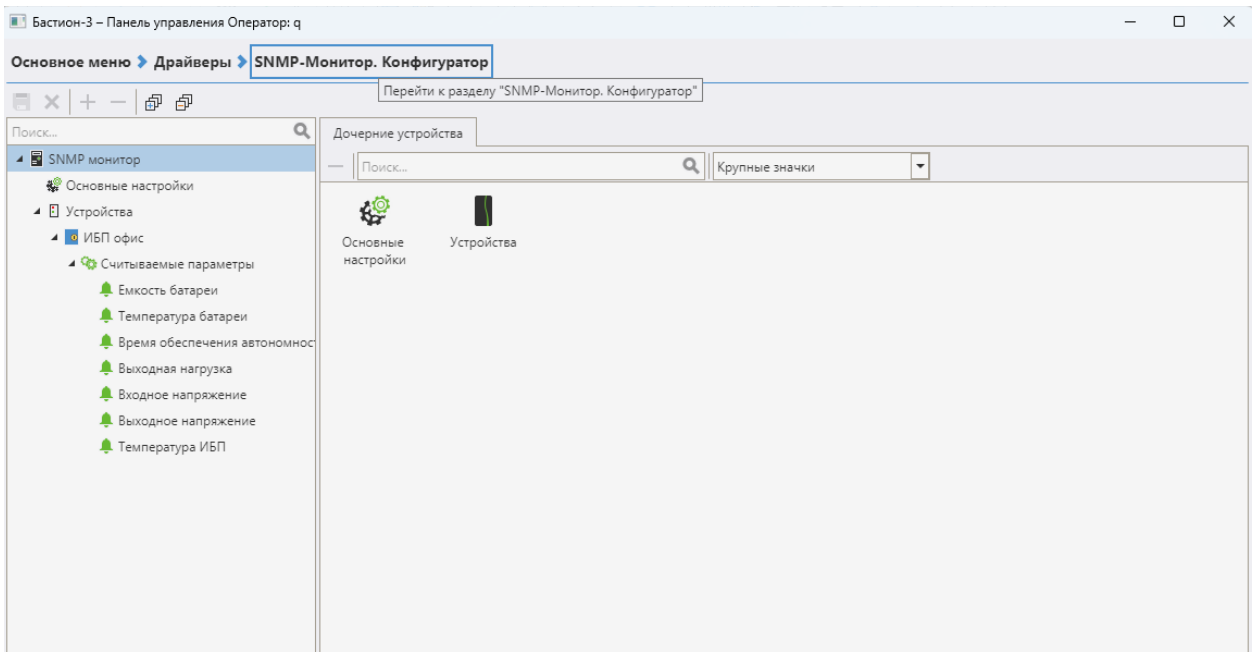 Бастион-3 – Панель управления Оператор: q
Основное меню Драйверы SNMP-Монитор. Конфигуратор
Перейти к разделу "SNMP-Монитор. Конфигуратор"
Поиск...
SNMP монитор
Основные настройки
Устройства
ИБП офис
Считываемые параметры
Емкость батареи
Температура батареи
Время обеспечения автономнос
Выходная нагрузка
Входное напряжение
Выходное напряжение
Температура ИБП
Дочерние устройства
Поиск...
Крупные значки
Основные
настройки
Устройства